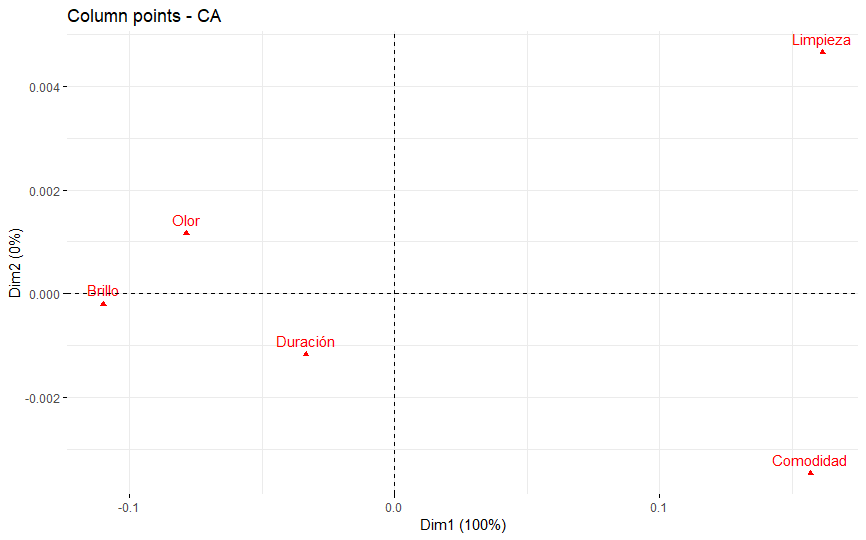 Column points - CA
Limpieza
0.004
0.002
Olor
Brillo
0.000
Duración
-0.002
Comodidad
-0.1
0.0
0.1
Dim1 (100%)
Dim2 (0%)